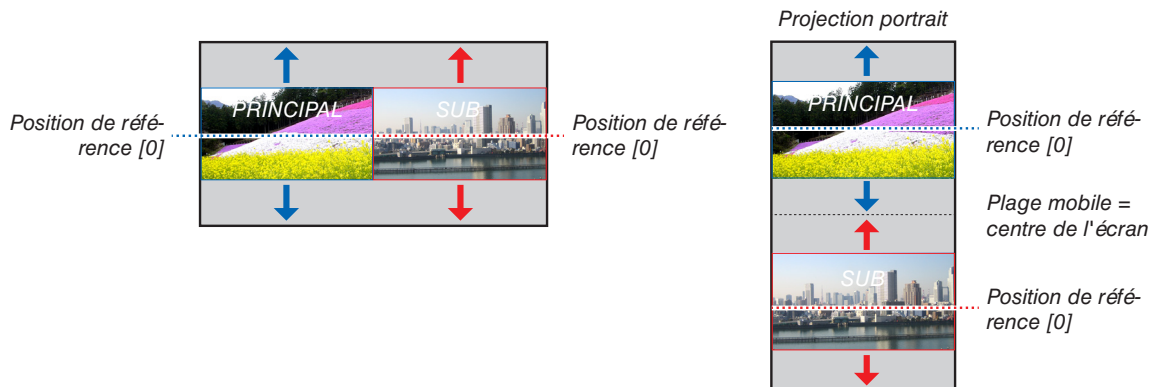 Projection portrait
PRINCIPAL
SUB
Position de réfé-
rence [0]
Position de réfé-
rence [0]
PRINCIPAL
Position de réfé-
rence [0]
Plage mobile =
centre de l'écran
SUB
Position de réfé-
rence [0]